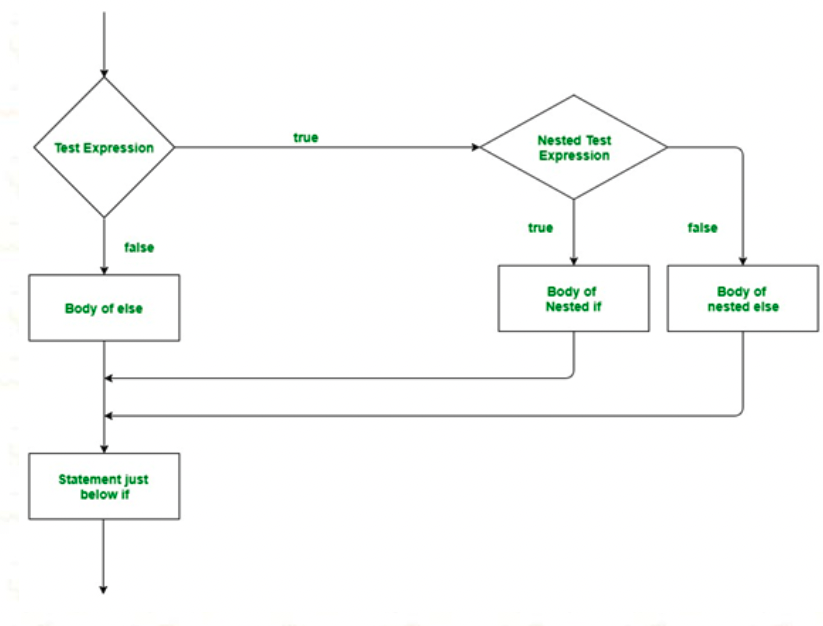 Test Expression
true
Nested Test
Expression
false
true
false
Body of else
Body of
Nested if
Body of
nested else
Statement just
below if